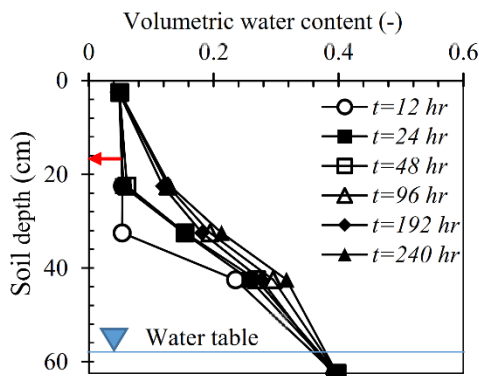 Volumetric water content (-)
0 0.2 0.4 0.6
0
20
40
60
Soil depth (cm)
t=12 hr
t=24 hr
t=48 hr
t=96 hr
t=192 hr
t=240 hr
Water table